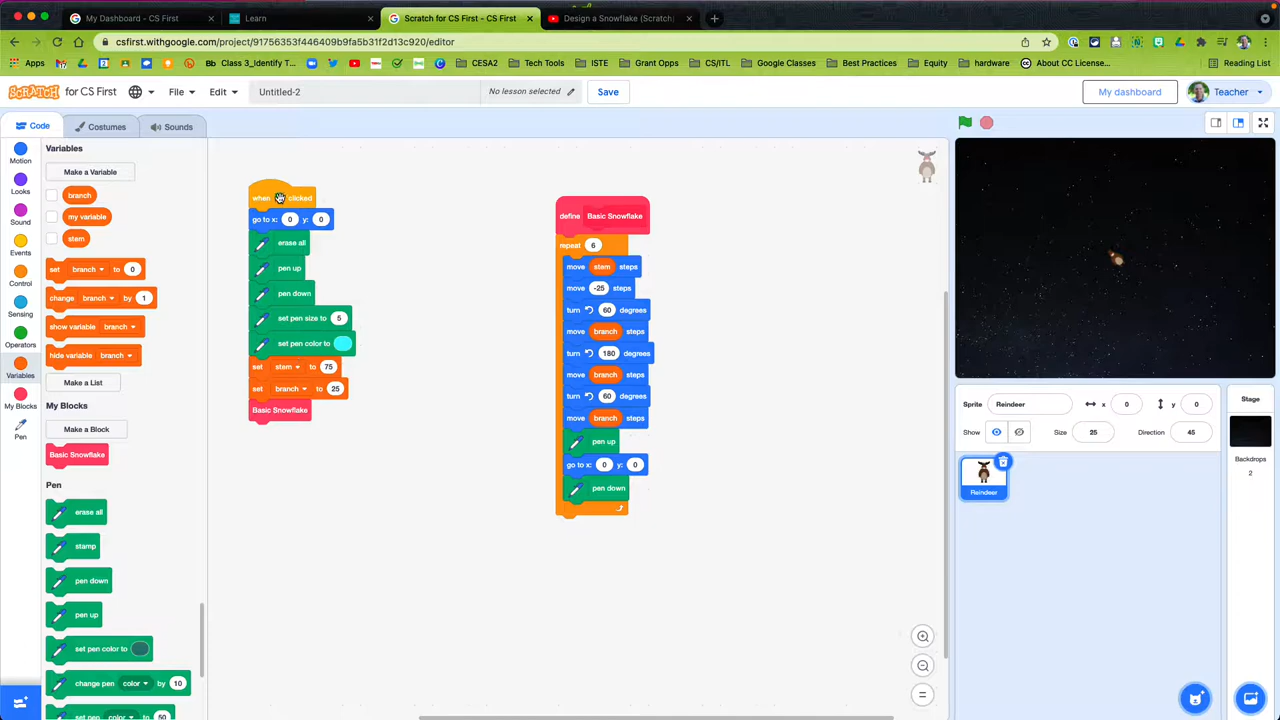 My Dashboard - CS First
Learn
Scratch for CS First - CS First
Design a Snowflake (Scratch)
csfirst.withgoogle.com/project/91756353f446409b9fa5b31f2d13c920/editor
Apps
Bb Class 3_Identify T...
CESA2
Tech Tools
ISTE
Grant Opps
CS/ITL
Google Classes
Best Practices
Equity
hardware
About CC License...
Reading List
SCRATCH for CS First
File
Edit
Untitled-2
No lesson selected
Save
My dashboard
Teacher
Code
Costumes
Sounds
Motion
Looks
Sound
Events
Control
Sensing
Operators
Variables
My Blocks
Pen
Variables
Make a Variable
branch
my variable
stem
set branch to 0
change branch by 1
show variable branch
hide variable branch
Make a List
My Blocks
Make a Block
Basic Snowflake
Pen
erase all
stamp
pen down
pen up
set pen color to
change pen color by 10
set pen color to 50
when clicked
go to x: 0 y: 0
erase all
pen up
pen down
set pen size to 5
set pen color to
set stem to 75
set branch to 25
Basic Snowflake
define Basic Snowflake
repeat 6
move stem steps
move -25 steps
turn 60 degrees
move branch steps
turn 180 degrees
move branch steps
turn 60 degrees
move branch steps
pen up
go to x: 0 y: 0
pen down
Sprite Reindeer x 0 y 0
Show Size 25 Direction 45
Reindeer
Stage
Backdrops
2